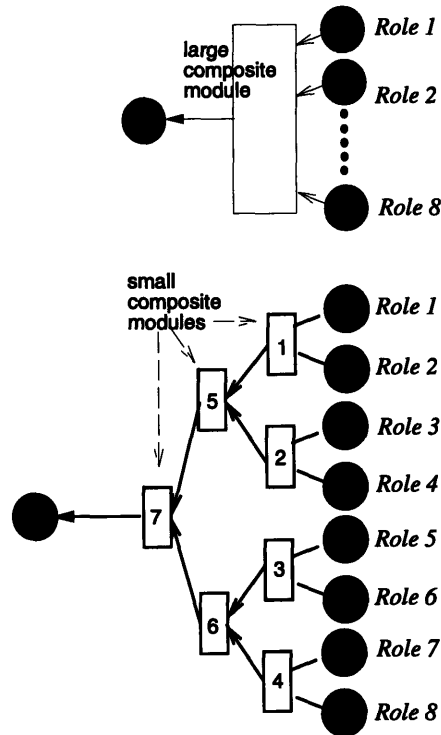 Role 1
large
composite
module
Role 2
Role 8
small
composite
modules
Role 1
1
Role 2
5
Role 3
2
Role 4
7
Role 5
3
Role 6
6
Role 7
4
Role 8